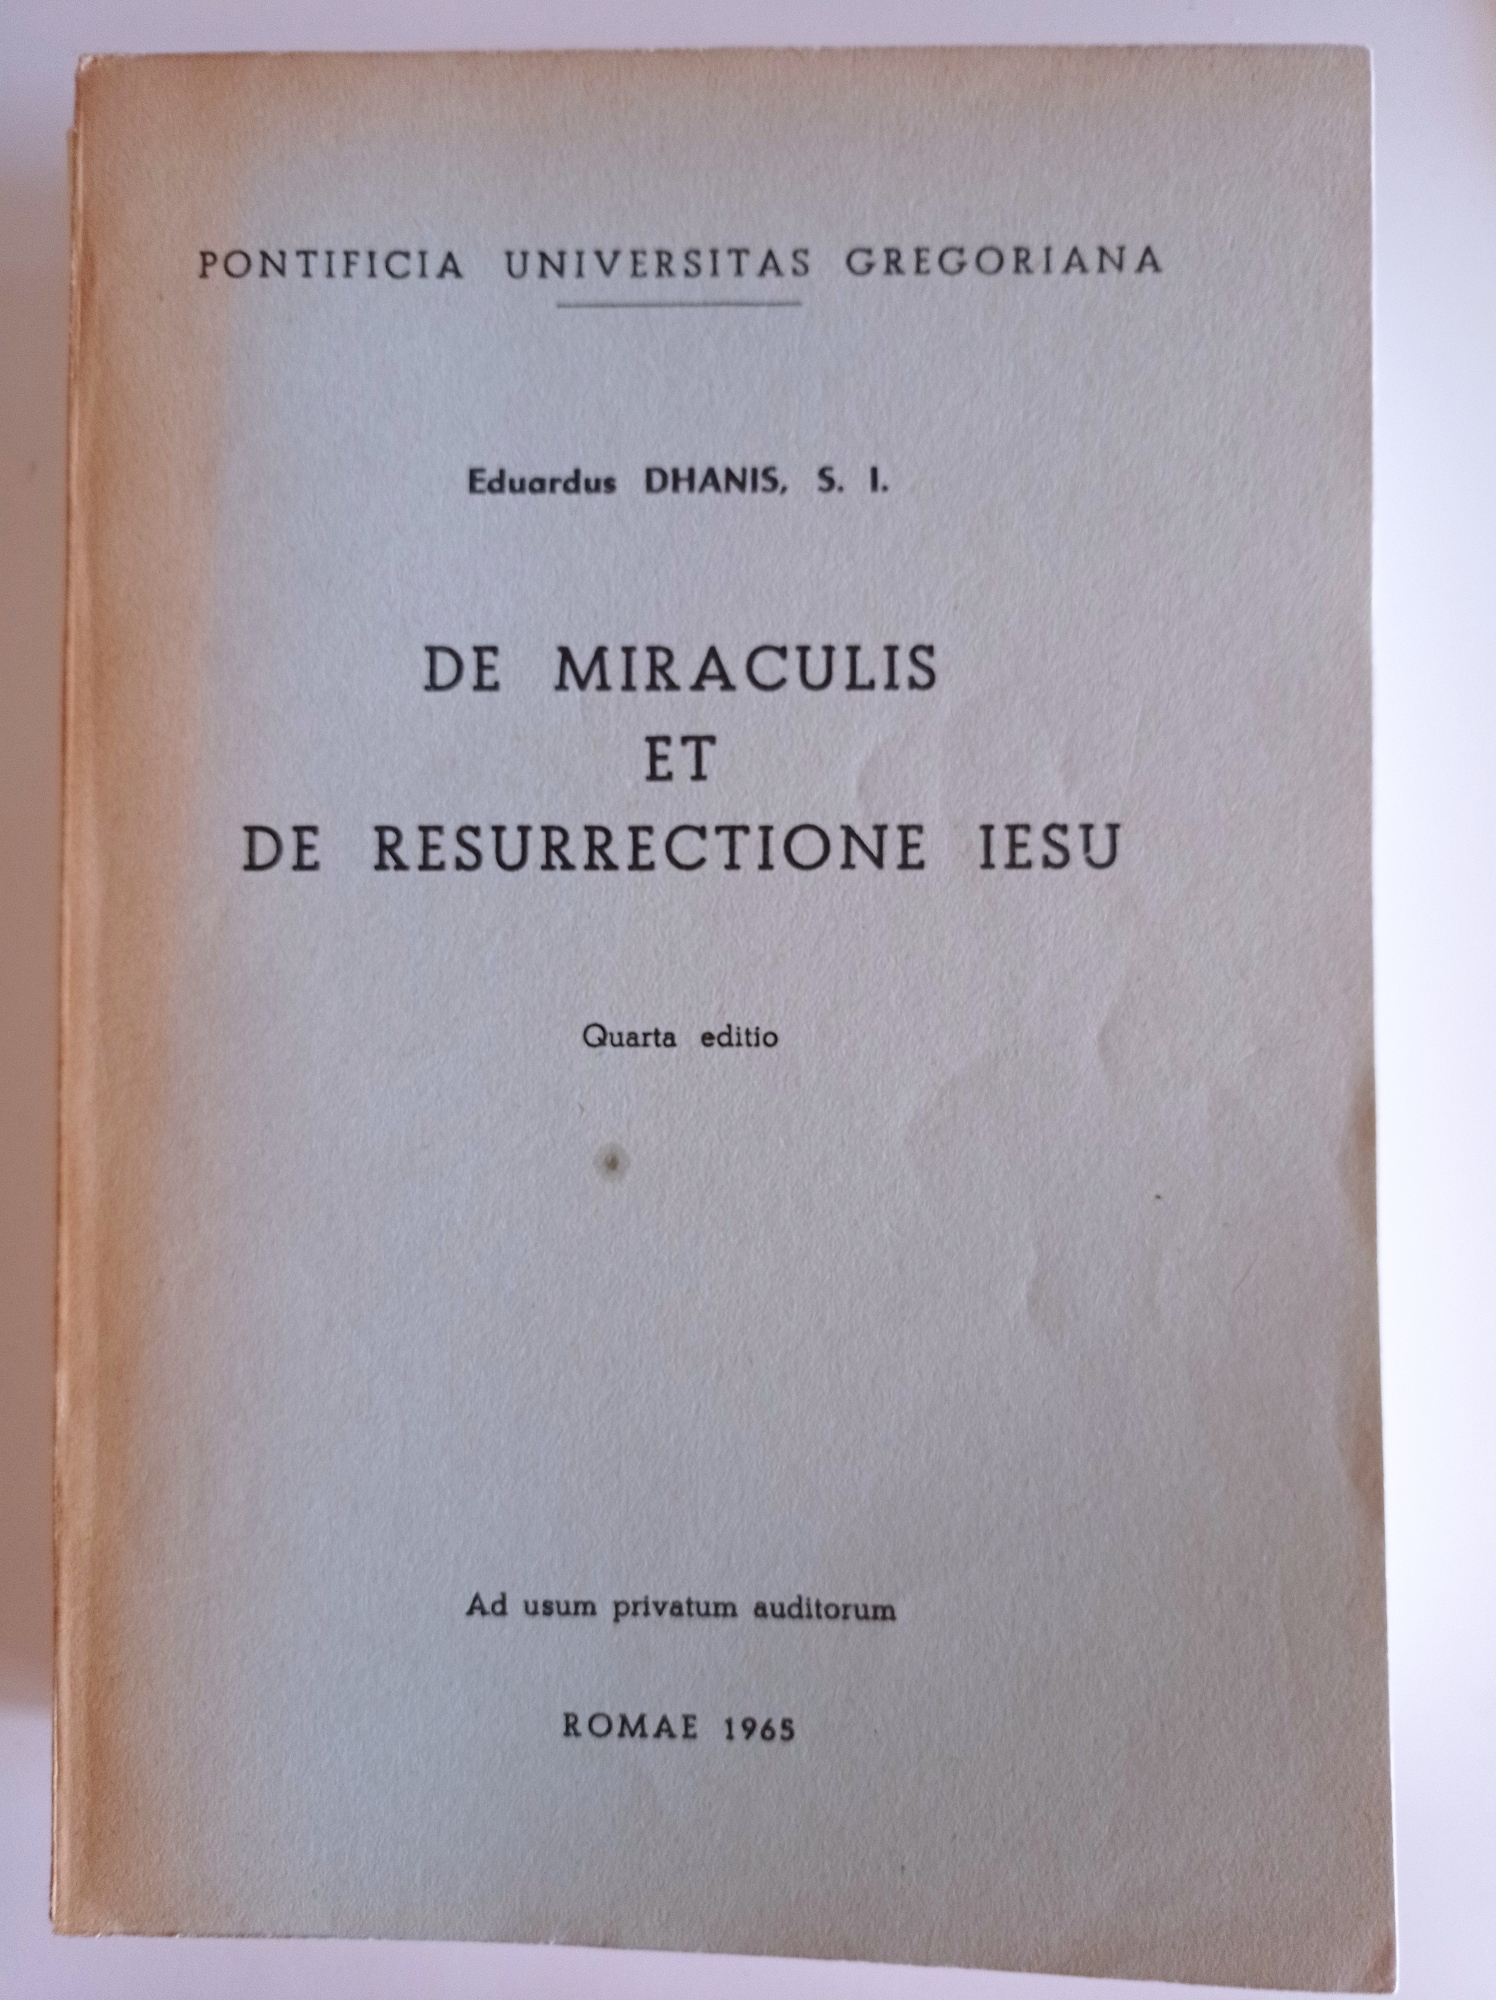 PONTIFICIA UNIVERSITAS GREGORIANA
Eduardus DHANIS, S. I.
DE MIRACULIS
ET
DE RESURRECTIONE IESU
Quarta editio
Ad usum privatum auditorum
ROMAE 1965